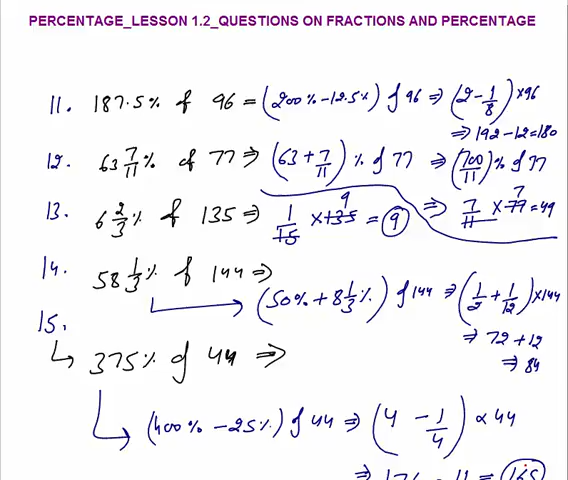 PERCENTAGE_LESSON 1.2_QUESTIONS ON FRACTIONS AND PERCENTAGE
11. 187.5% of 96 = (200% - 12.5%) of 96 ⇒ (2 - 1/8) × 96
⇒ 192 - 12 = 180
12. 63 7/11 % of 77 ⇒ (63 + 7/11) % of 77 ⇒ (700/11) % of 77
⇒ 7/11 × 77 7 = 49
13. 6 2/3 % of 135 ⇒ 1/15 × 135 9 = 9
14. 58 1/3 % of 144 ⇒
(50% + 8 1/3 %) of 144 ⇒ (1/2 + 1/12) × 144
⇒ 72 + 12
⇒ 84
15.
↳ 375% of 44 ⇒
(400% - 25%) of 44 ⇒ (4 - 1/4) × 44
⇒ 176 - 11 = 165